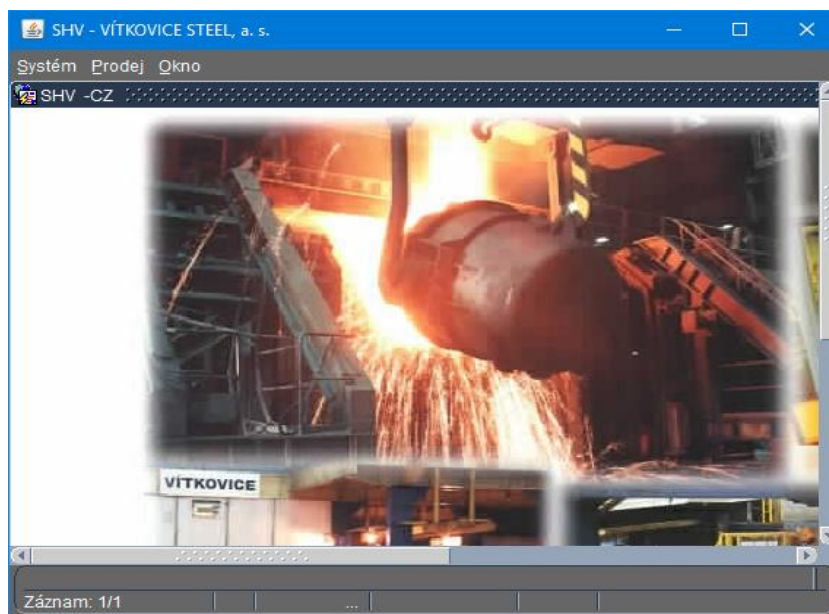 SHV - VÍTKOVICE STEEL, a. s.
Systém Prodej Okno
SHV -CZ
VÍTKOVICE
Záznam: 1/1
...